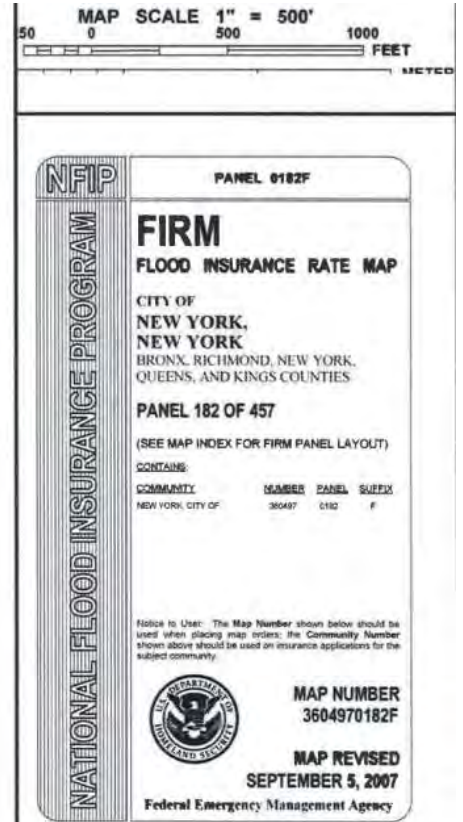 MAP SCALE 1" = 500'
50 0 500 1000
FEET
METER
NFIP
PANEL 0182F
NATIONAL FLOOD INSURANCE PROGRAM
FIRM
FLOOD INSURANCE RATE MAP
CITY OF
NEW YORK,
NEW YORK
BRONX, RICHMOND, NEW YORK,
QUEENS, AND KINGS COUNTIES
PANEL 182 OF 457
(SEE MAP INDEX FOR FIRM PANEL LAYOUT)
CONTAINS:
COMMUNITY NUMBER PANEL SUFFIX
NEW YORK, CITY OF 360497 0182 F
Notice to User: The Map Number shown below should be
used when placing map orders; the Community Number
shown above should be used on insurance applications for the
subject community.
U.S. DEPARTMENT OF
HOMELAND SECURITY
MAP NUMBER
3604970182F
MAP REVISED
SEPTEMBER 5, 2007
Federal Emergency Management Agency